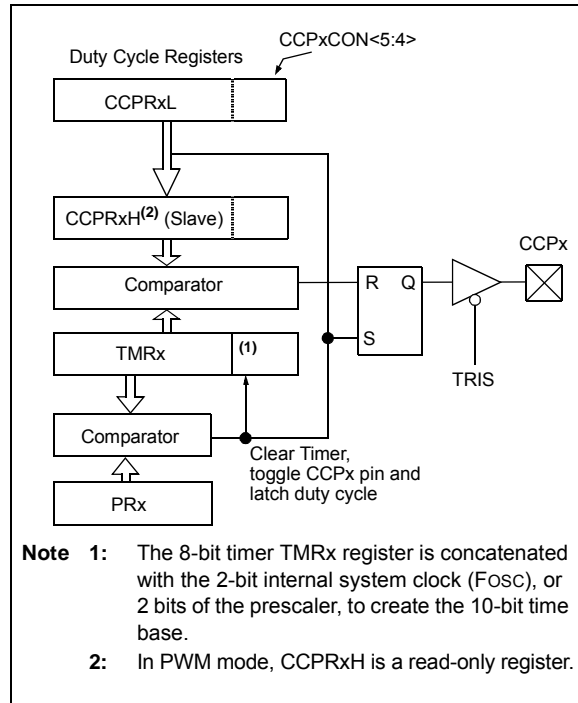 CCPxCON<5:4>
Duty Cycle Registers
CCPRxL
CCPRxH(2) (Slave)
CCPx
Comparator
R Q
S
TMRx (1)
TRIS
Comparator
Clear Timer,
toggle CCPx pin and
latch duty cycle
PRx
Note 1: The 8-bit timer TMRx register is concatenated
with the 2-bit internal system clock (FOSC), or
2 bits of the prescaler, to create the 10-bit time
base.
2: In PWM mode, CCPRxH is a read-only register.